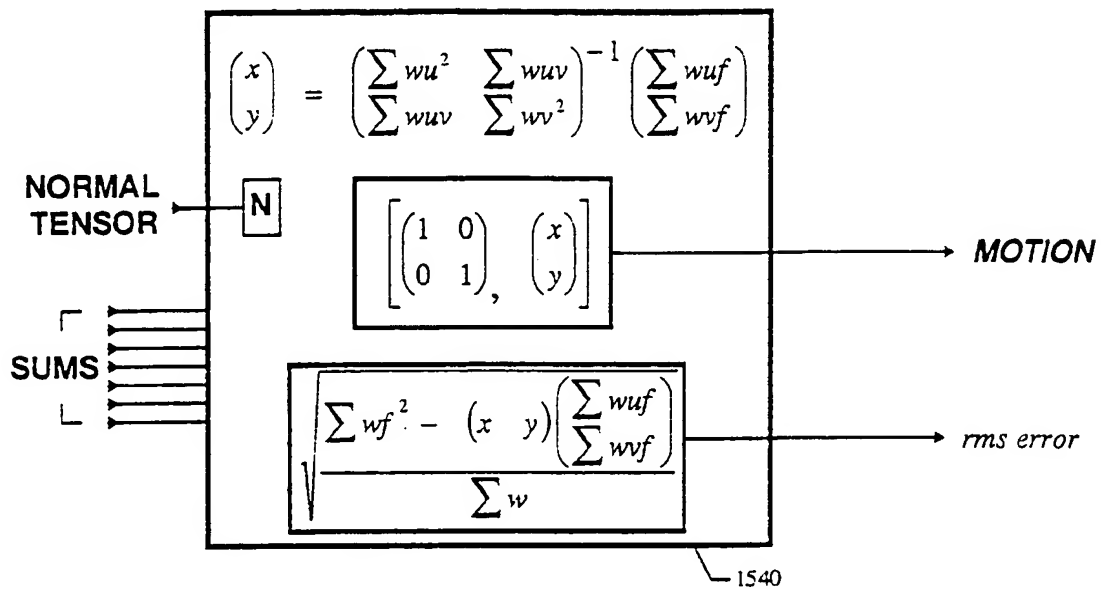 (x y) = (∑ wu² ∑ wuv ∑ wuv ∑ wv²)⁻¹ (∑ wuf ∑ wvf)
NORMAL TENSOR
N
[(1 0 0 1), (x y)]
MOTION
SUMS
√ ∑ wf² - (x y) (∑ wuf ∑ wvf) / ∑ w
rms error
1540